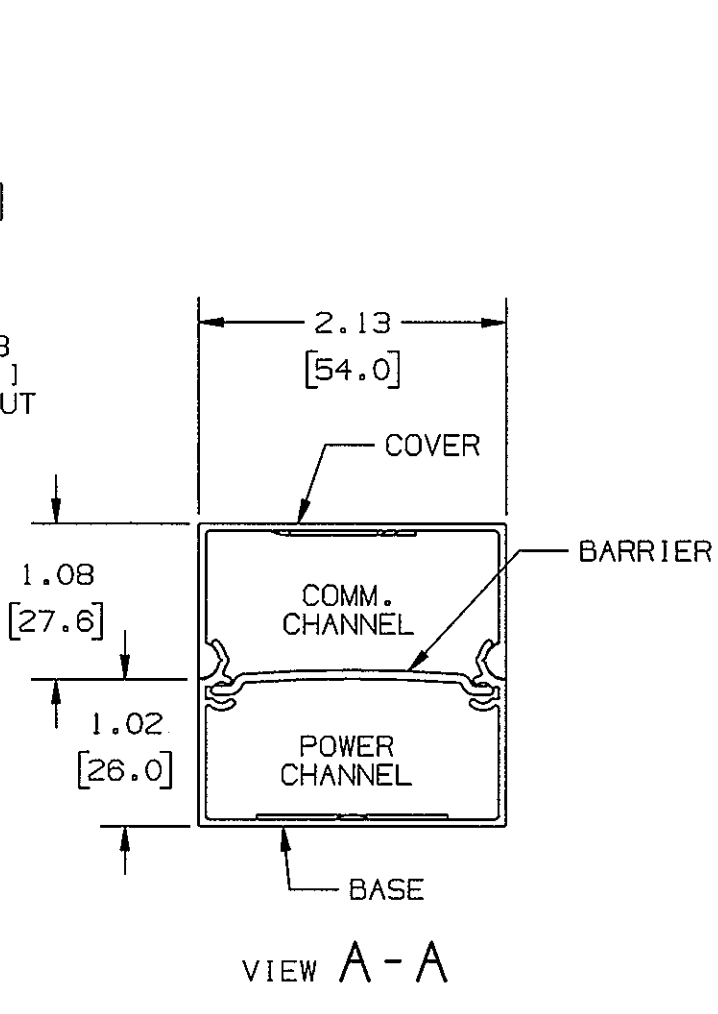 ]
3
]
UT
2.13
[54.0]
COVER
BARRIER
1.08
[27.6]
COMM.
CHANNEL
1.02
[26.0]
POWER
CHANNEL
BASE
VIEW A-A